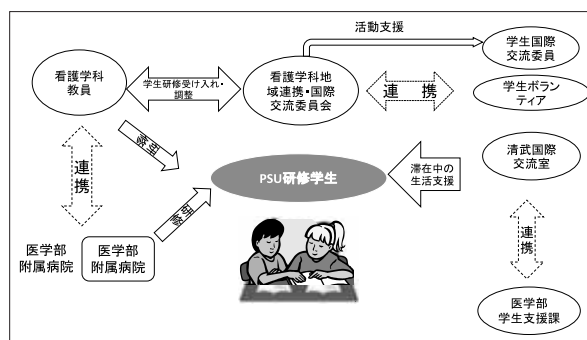 活動支援
学生国際
交流委員
看護学科
教員
学生研修受け入れ・
調整
看護学科地
域連携・国際
交流委員会
連　携
学生ボラン
ティア
研修
連携
PSU研修学生
滞在中の
生活支援
清武国際
交流室
研修
医学部
附属病院
医学部
附属病院
連携
医学部
学生支援課